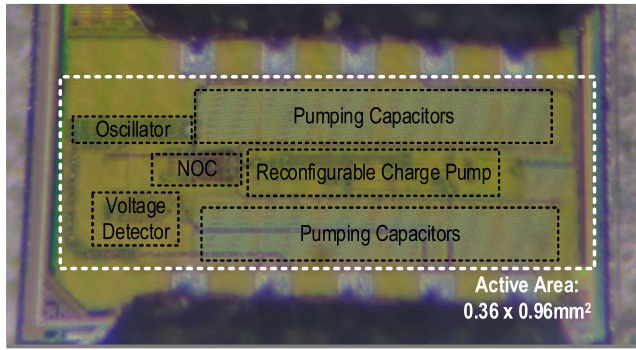 Pumping Capacitors
Oscillator
NOC
Reconfigurable Charge Pump
Voltage
Detector
Pumping Capacitors
Active Area:
0.36 x 0.96mm²